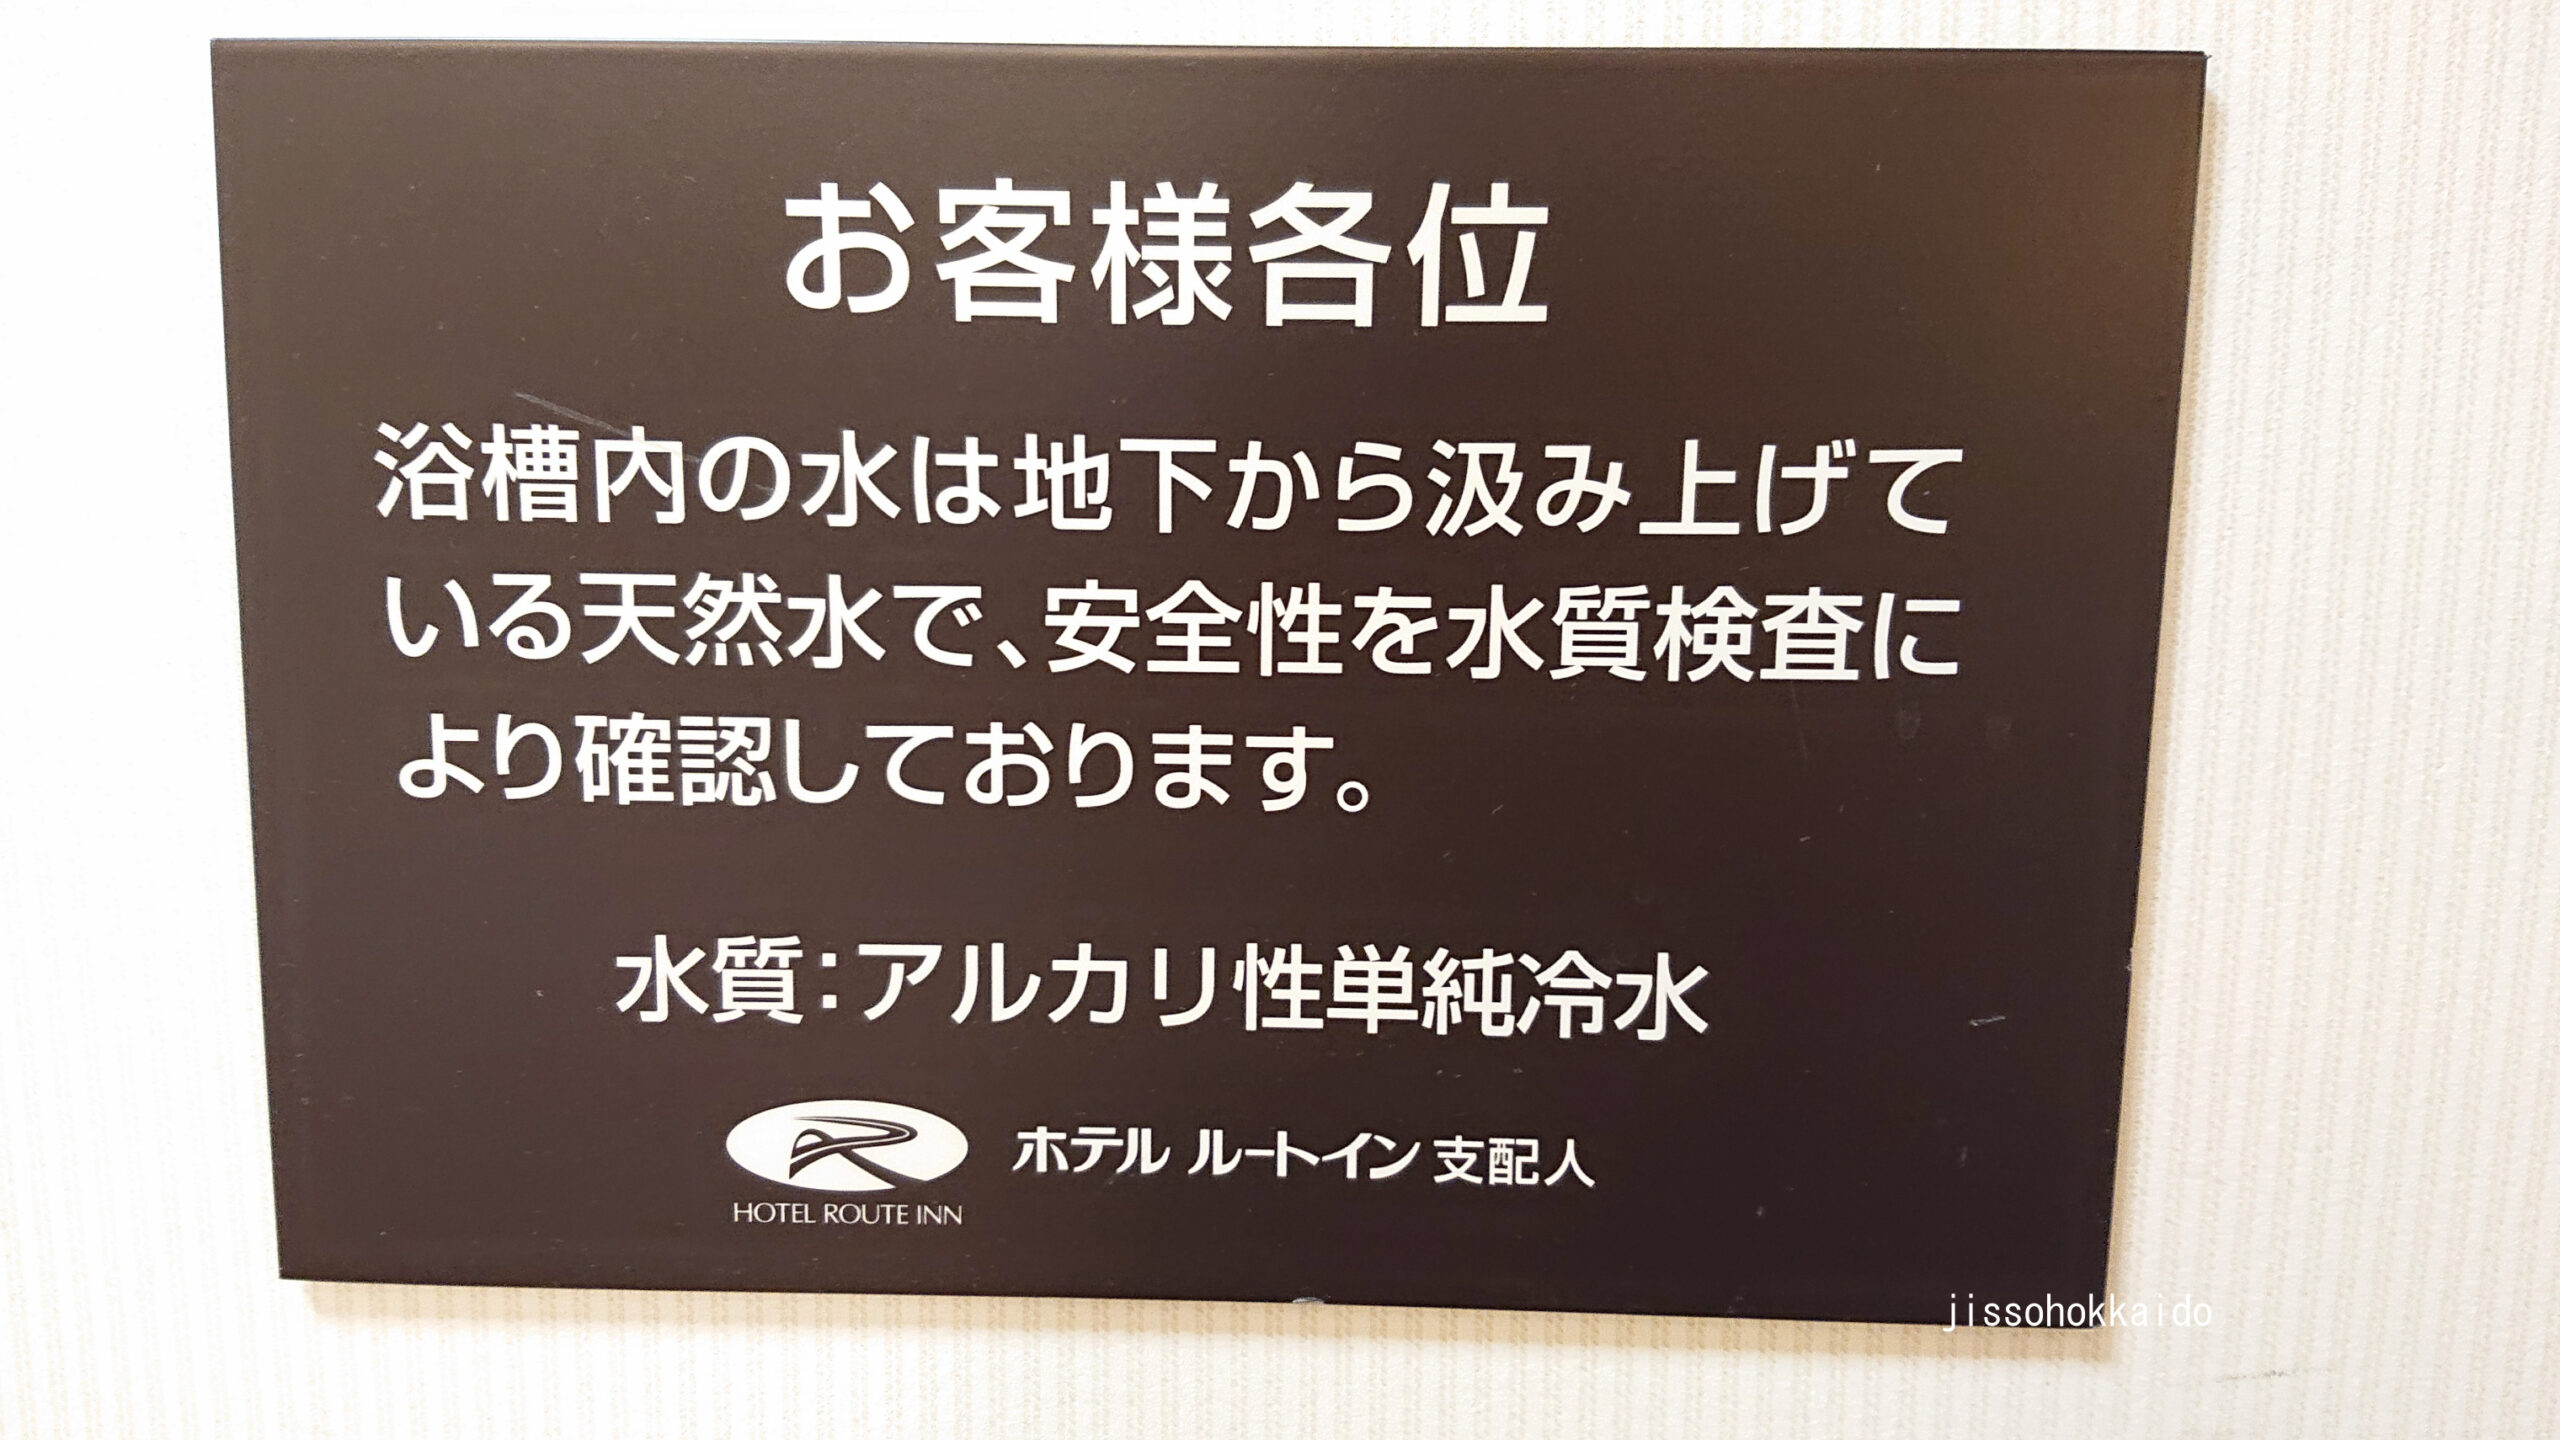 お客様各位
浴槽内の水は地下から汲み上げて
いる天然水で、安全性を水質検査に
より確認しております。
水質：アルカリ性単純冷水
ホテル ルートイン 支配人
HOTEL ROUTE INN
jissohokkaido